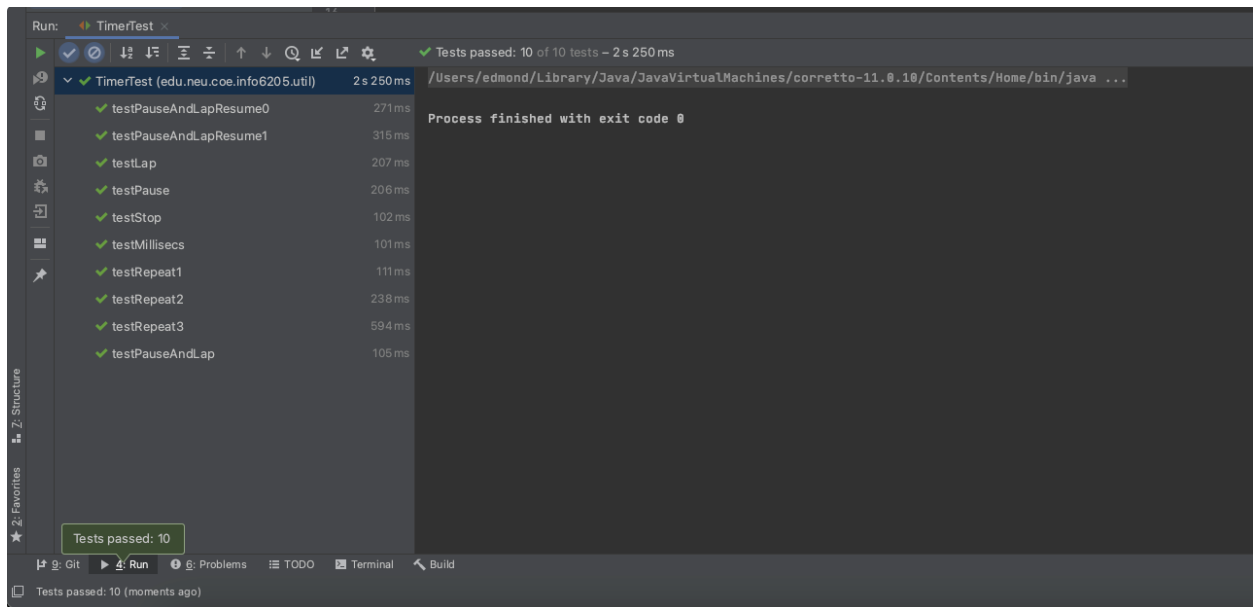 Run: TimerTest
Tests passed: 10 of 10 tests – 2 s 250 ms
TimerTest (edu.neu.coe.info6205.util) 2 s 250 ms
/Users/edmond/Library/Java/JavaVirtualMachines/corretto-11.0.10/Contents/Home/bin/java ...
testPauseAndLapResume0 271 ms
Process finished with exit code 0
testPauseAndLapResume1 315 ms
testLap 207 ms
testPause 206 ms
testStop 102 ms
testMillisecs 101 ms
testRepeat1 111 ms
testRepeat2 238 ms
testRepeat3 594 ms
testPauseAndLap 105 ms
Z: Structure
2: Favorites
Tests passed: 10
9: Git 4: Run 6: Problems TODO Terminal Build
Tests passed: 10 (moments ago)